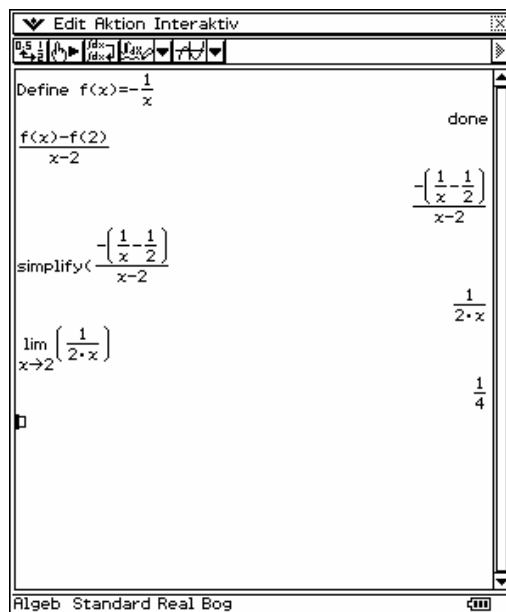 Edit Aktion Interaktiv
Define f(x)=-1/x
done
(f(x)-f(2))/(x-2)
(-(1/x-1/2))/(x-2)
simplify((-(1/x-1/2))/(x-2)
1/(2·x)
lim x→2 (1/(2·x))
1/4
Algeb Standard Real Bog